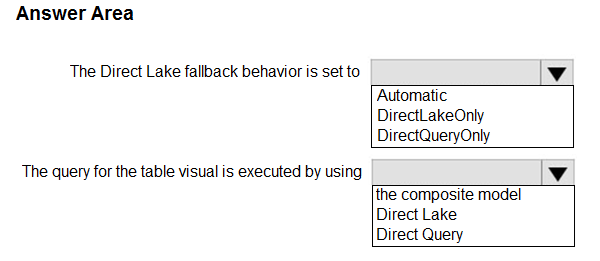 Answer Area
The Direct Lake fallback behavior is set to
Automatic
DirectLakeOnly
DirectQueryOnly
The query for the table visual is executed by using
the composite model
Direct Lake
Direct Query